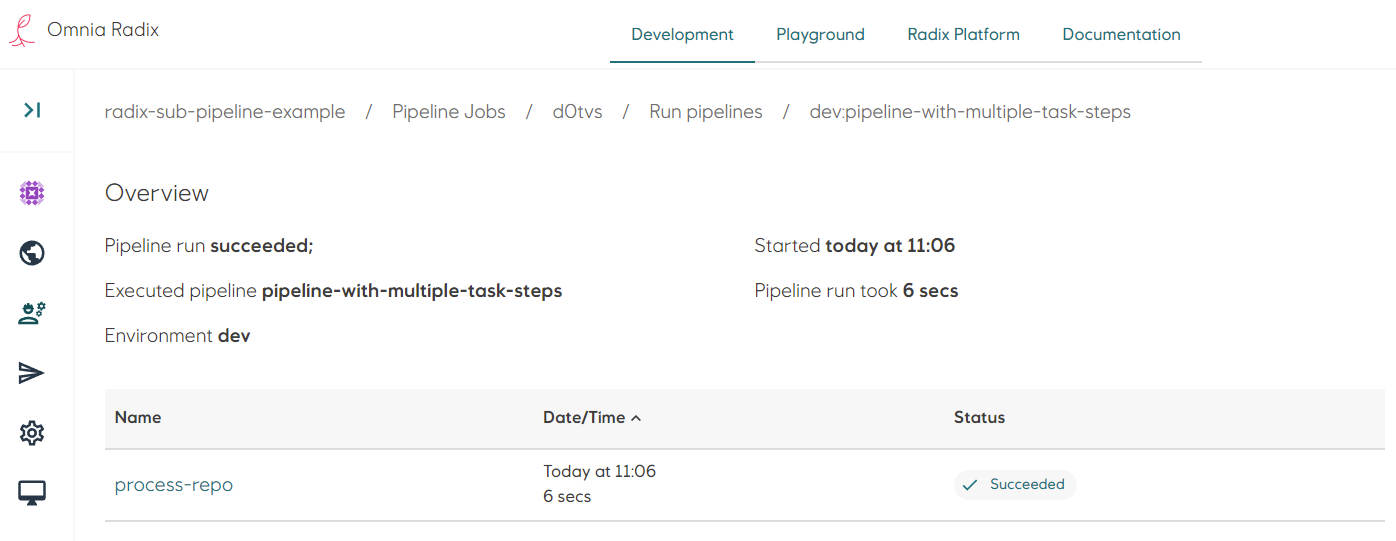 Omnia Radix
Development Playground Radix Platform Documentation
radix-sub-pipeline-example / Pipeline Jobs / d0tvs / Run pipelines / dev:pipeline-with-multiple-task-steps
Overview
Pipeline run succeeded;
Started today at 11:06
Executed pipeline pipeline-with-multiple-task-steps
Pipeline run took 6 secs
Environment dev
Name Date/Time Status
process-repo
Today at 11:06
6 secs
Succeeded